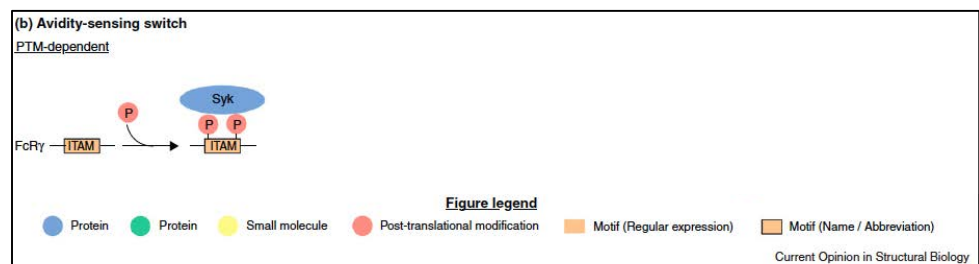 (b) Avidity-sensing switch
PTM-dependent
Syk
P
P P
FcRγ ITAM ITAM
Figure legend
Protein Protein Small molecule Post-translational modification Motif (Regular expression) Motif (Name / Abbreviation)
Current Opinion in Structural Biology